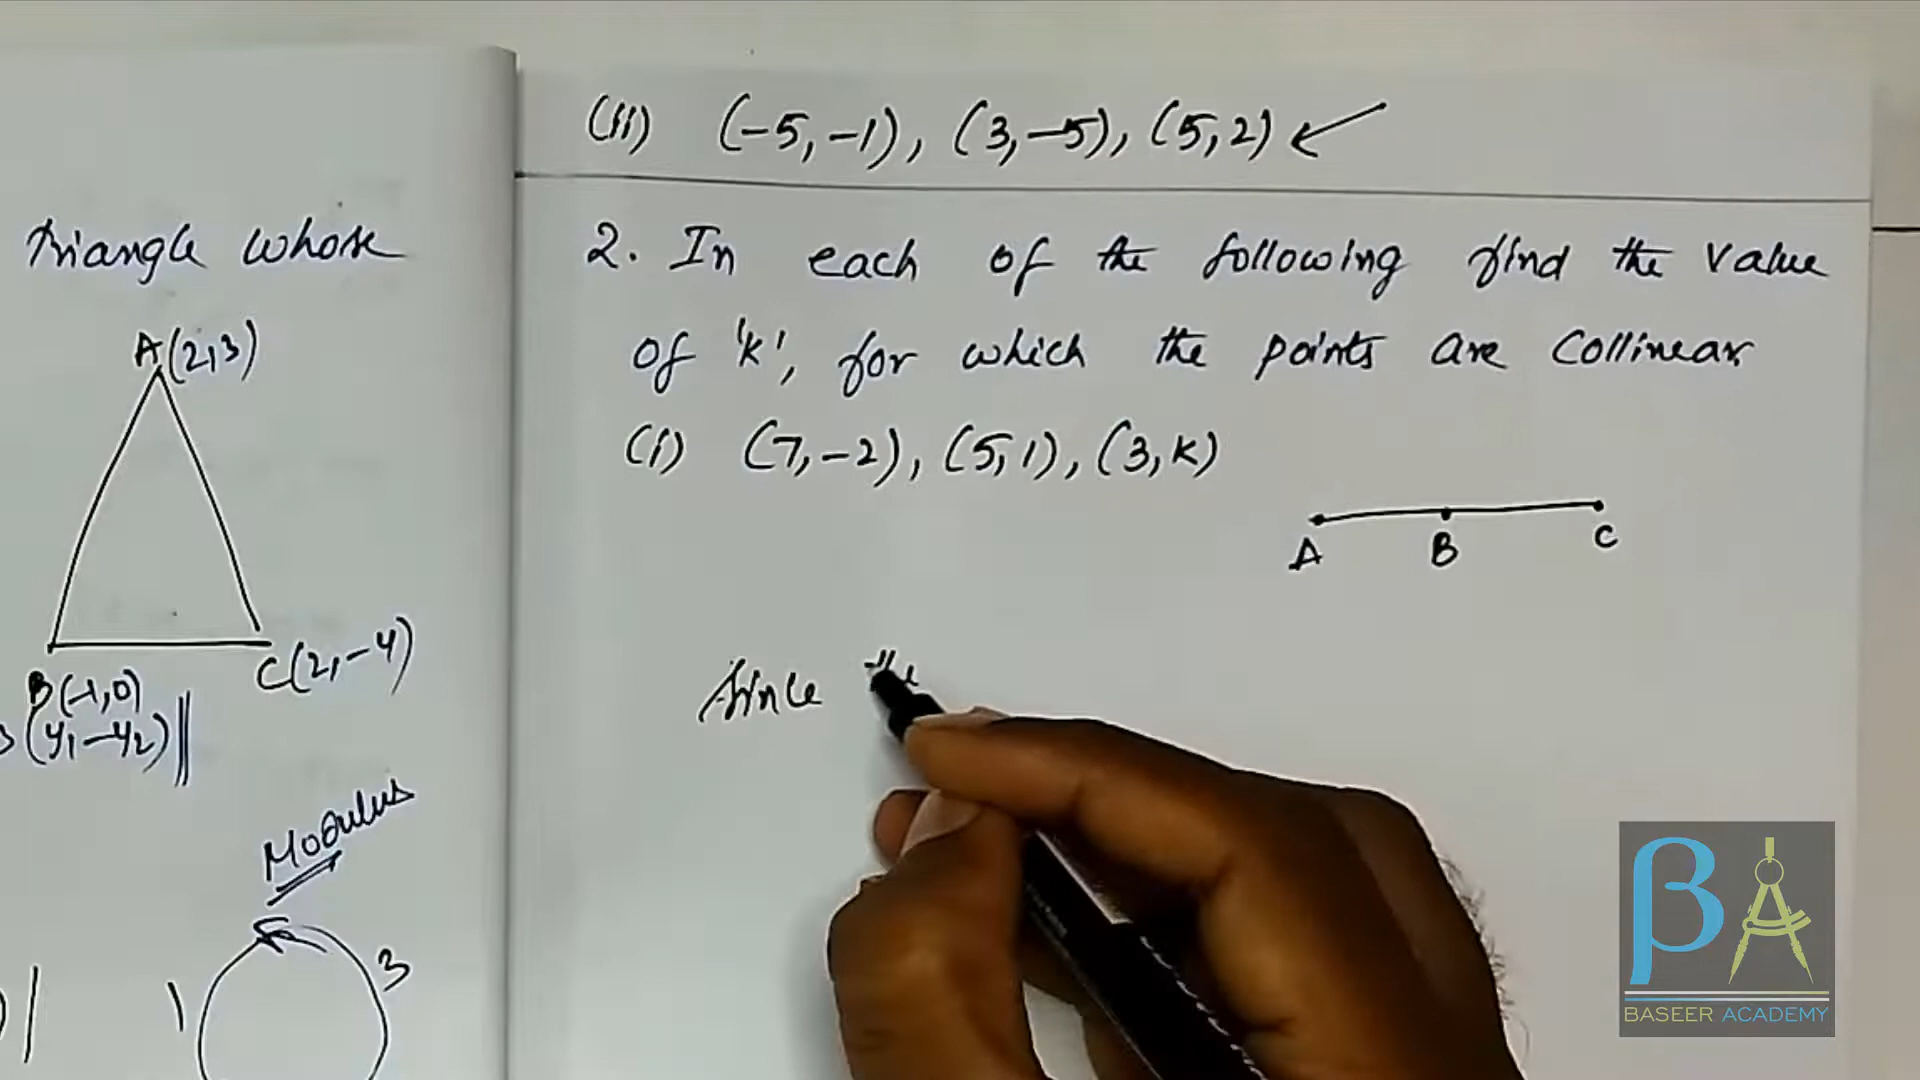 (ii) (-5,-1), (3,-5), (5,2)
Triangle whose
A(2,3)
B(-1,0)
C(2,-4)
(y₁-y₂)
Modulus
1
3
2. In each of the following find the value
of 'k', for which the points are collinear
(i) (7,-2), (5,1), (3,k)
A B C
Since the
βA
BASEER ACADEMY